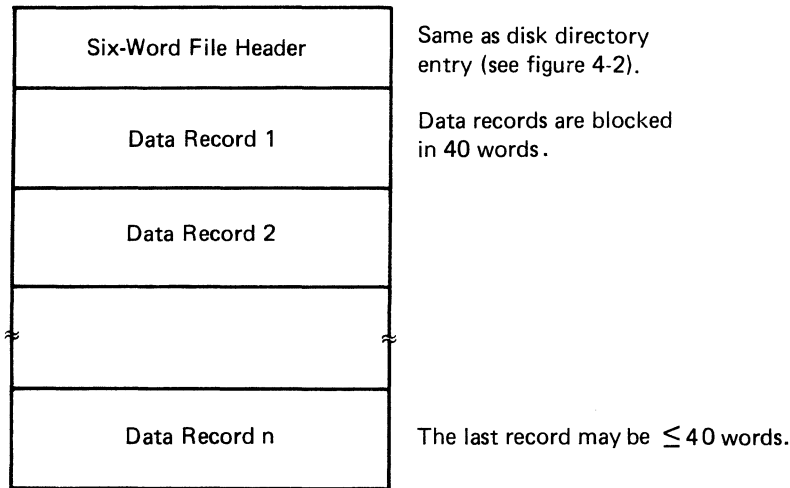 Six-Word File Header
Same as disk directory
entry (see figure 4-2).
Data Record 1
Data records are blocked
in 40 words.
Data Record 2
Data Record n
The last record may be ≤ 40 words.